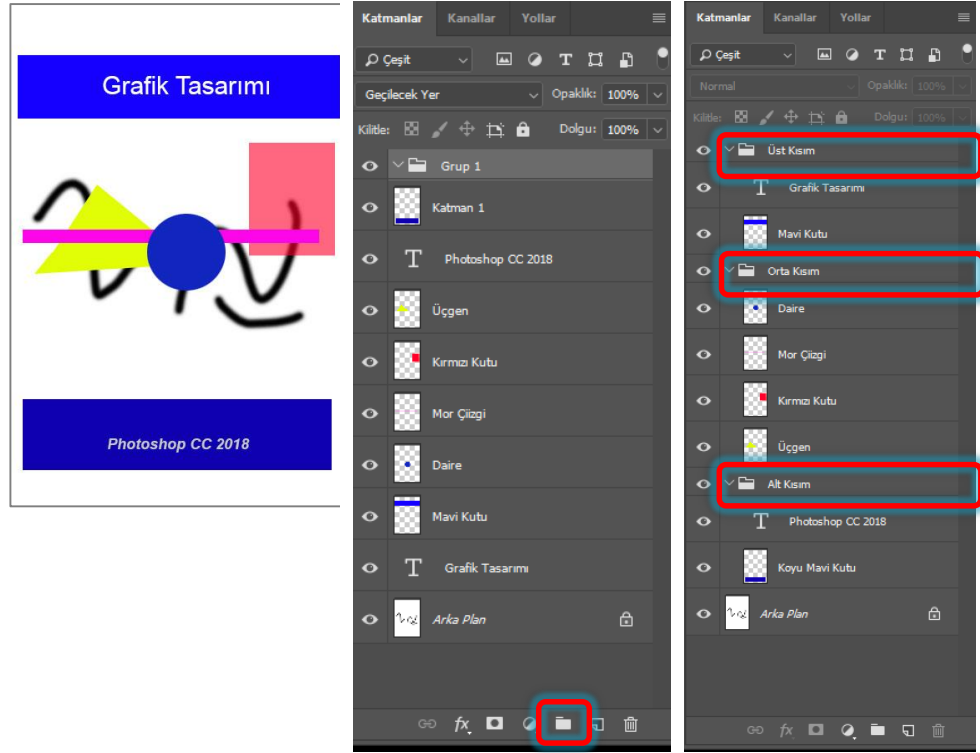 Grafik Tasarımı
Photoshop CC 2018
Katmanlar Kanallar Yollar
Çeşit T
Geçilecek Yer Opaklık: 100%
Kilitle: Dolgu: 100%
Grup 1
Katman 1
T Photoshop CC 2018
Üçgen
Kırmızı Kutu
Mor Çiizgi
Daire
Mavi Kutu
T Grafik Tasarımı
Arka Plan
fx
Katmanlar Kanallar Yollar
Çeşit T
Normal Opaklık: 100%
Kilitle: Dolgu: 100%
Üst Kısım
T Grafik Tasarımı
Mavi Kutu
Orta Kısım
Daire
Mor Çiizgi
Kırmızı Kutu
Üçgen
Alt Kısım
T Photoshop CC 2018
Koyu Mavi Kutu
Arka Plan
fx